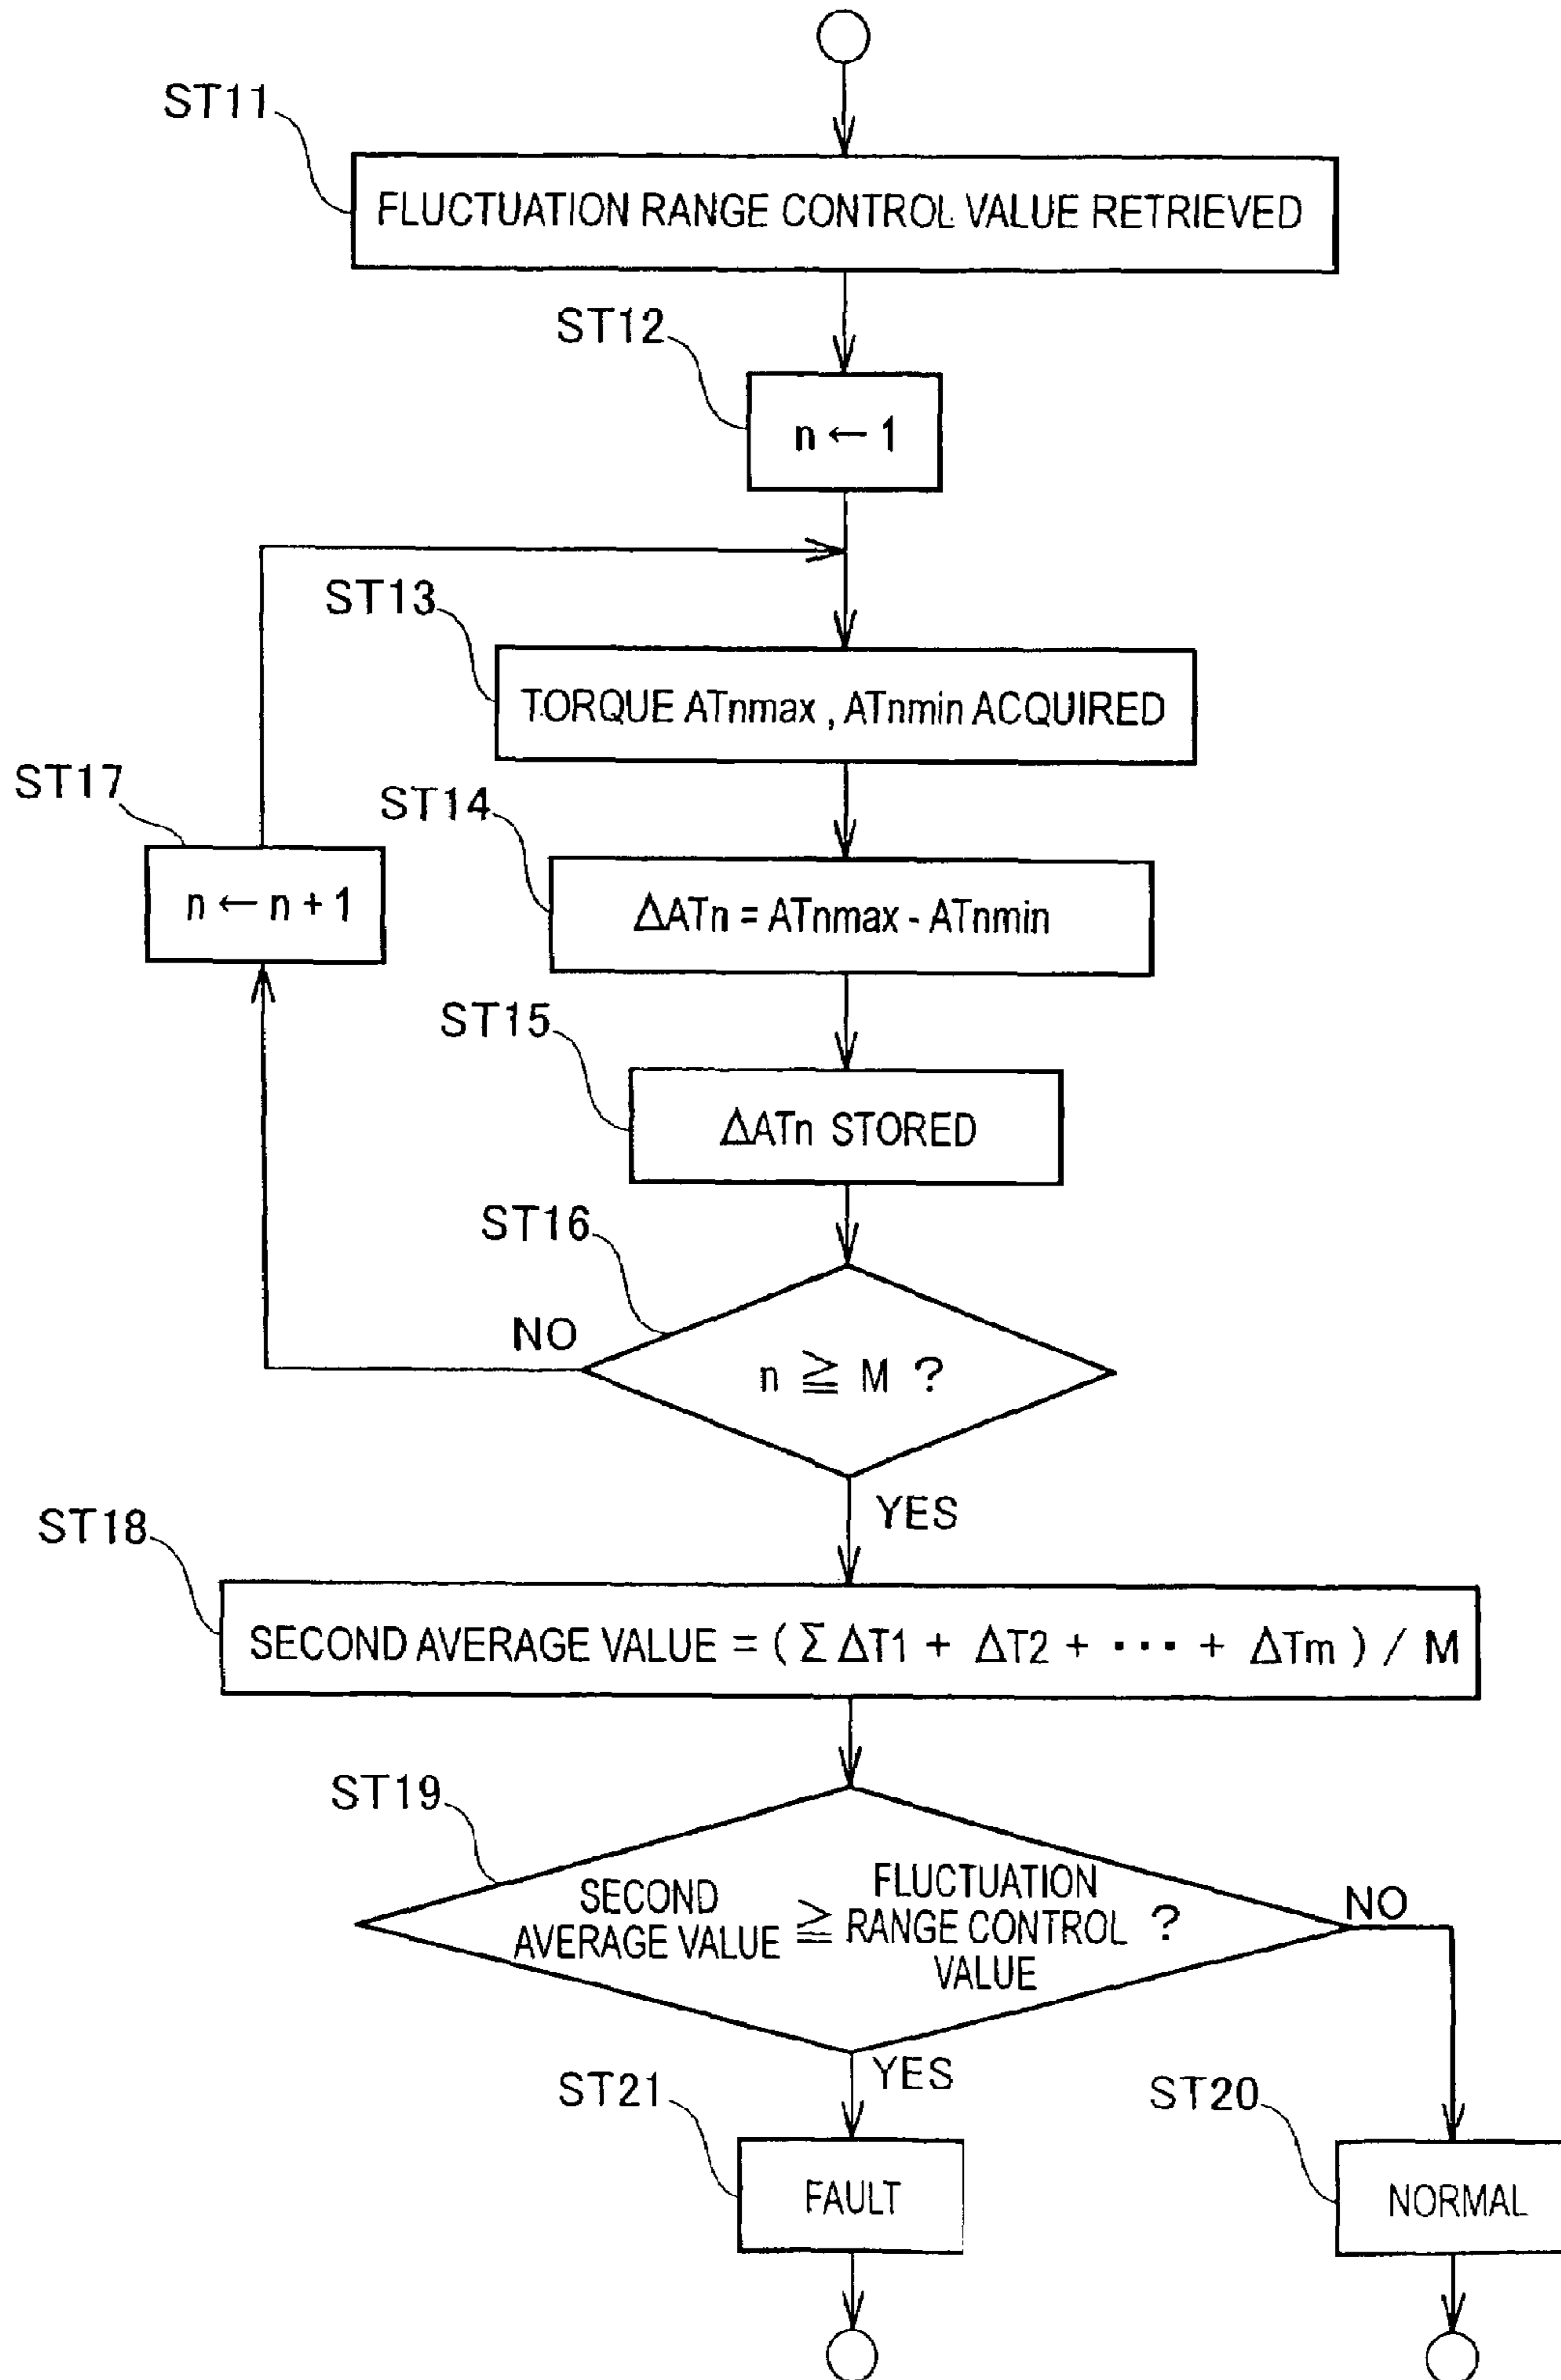 ST11
FLUCTUATION RANGE CONTROL VALUE RETRIEVED
ST12
n ← 1
ST13
TORQUE ATnmax , ATnmin ACQUIRED
ST17
n ← n + 1
ST14
ΔATn = ATnmax - ATnmin
ST15
ΔATn STORED
ST16
NO
n ≧ M ?
YES
ST18
SECOND AVERAGE VALUE = ( Σ ΔT1 + ΔT2 + ··· + ΔTm ) / M
ST19
SECOND
AVERAGE VALUE
≧
FLUCTUATION
RANGE CONTROL
VALUE
?
NO
YES
ST21
FAULT
ST20
NORMAL